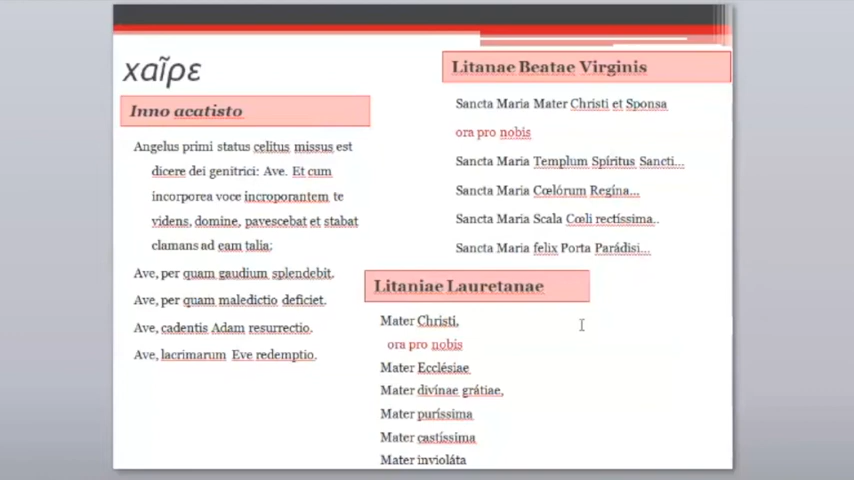 χαῖρε
Inno acatisto
Angelus primi status celitus missus est
dicere dei genitrici: Ave. Et cum
incorporea voce incroporantem te
videns, domine, pavescebat et stabat
clamans ad eam talia:
Ave, per quam gaudium splendebit.
Ave, per quam maledictio deficiet.
Ave, cadentis Adam resurrectio.
Ave, lacrimarum Eve redemptio.
Litanae Beatae Virginis
Sancta Maria Mater Christi et Sponsa
ora pro nobis
Sancta Maria Templum Spíritus Sancti...
Sancta Maria Cœlórum Regína...
Sancta Maria Scala Cœli rectíssima..
Sancta Maria felix Porta Parádisi...
Litaniae Lauretanae
Mater Christi,
ora pro nobis
Mater Ecclésiae
Mater divínae grátiae,
Mater puríssima
Mater castíssima
Mater invioláta